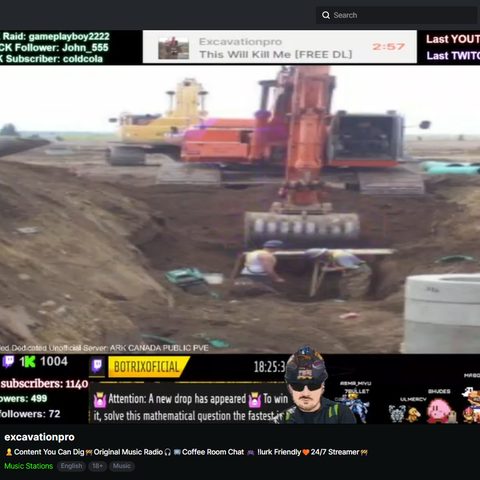 Search
Raid: gameplayboy2222
CK Follower: John_555
K Subscriber: coldcola
Excavationpro
This Will Kill Me [FREE DL]
2:57
Last YOUT
Last TWITC
ed Dedicated Unofficial Server: ARK CANADA PUBLIC PVE
1004
subscribers: 1140
owers: 499
followers: 72
BOTRIXOFICIAL
18:25:3
Attention: A new drop has appeared
To win
it, solve this mathematical question the fastest
7BULLET
ULMERCY
BHUDES
excavationpro
Content You Can Dig Original Music Radio Coffee Room Chat !lurk Friendly 24/7 Streamer
Music Stations
English
18+
Music